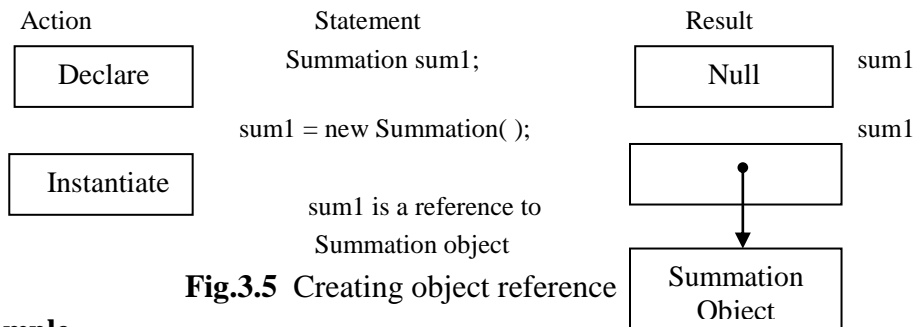 Action Statement Result
Declare Summation sum1; Null sum1
sum1 = new Summation( ); sum1
Instantiate
sum1 is a reference to
Summation object
Fig.3.5 Creating object reference
Summation
Object